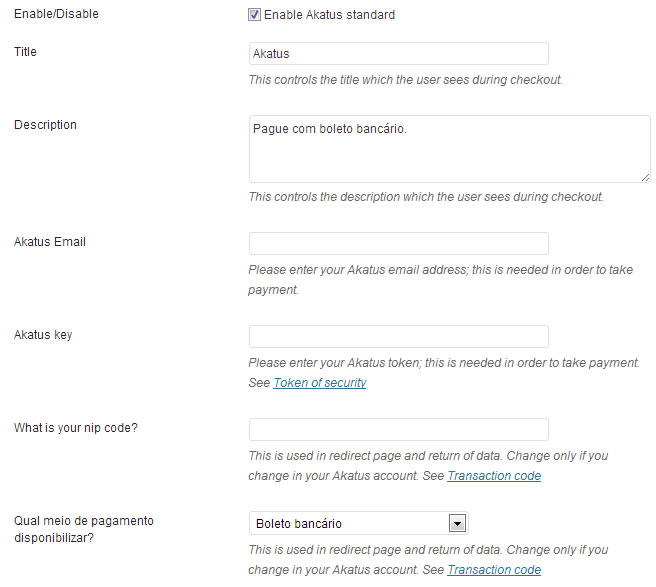 Enable/Disable
Enable Akatus standard
Title
Akatus
This controls the title which the user sees during checkout.
Description
Pague com boleto bancário.
This controls the description which the user sees during checkout.
Akatus Email
Please enter your Akatus email address; this is needed in order to take
payment.
Akatus key
Please enter your Akatus token; this is needed in order to take payment.
See Token of security
What is your nip code?
This is used in redirect page and return of data. Change only if you
change in your Akatus account. See Transaction code
Qual meio de pagamento
disponibilizar?
Boleto bancário
This is used in redirect page and return of data. Change only if you
change in your Akatus account. See Transaction code